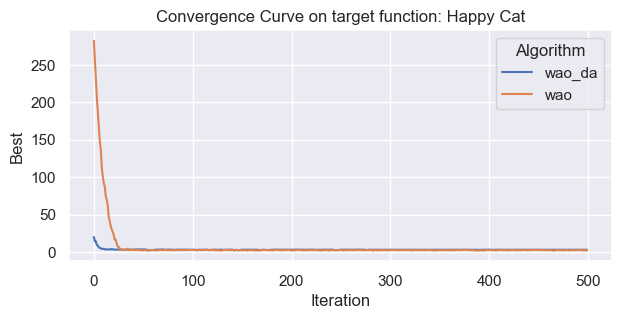 Convergence Curve on target function: Happy Cat
Algorithm
wao_da
wao
Best
250
200
150
100
50
0
0 100 200 300 400 500
Iteration